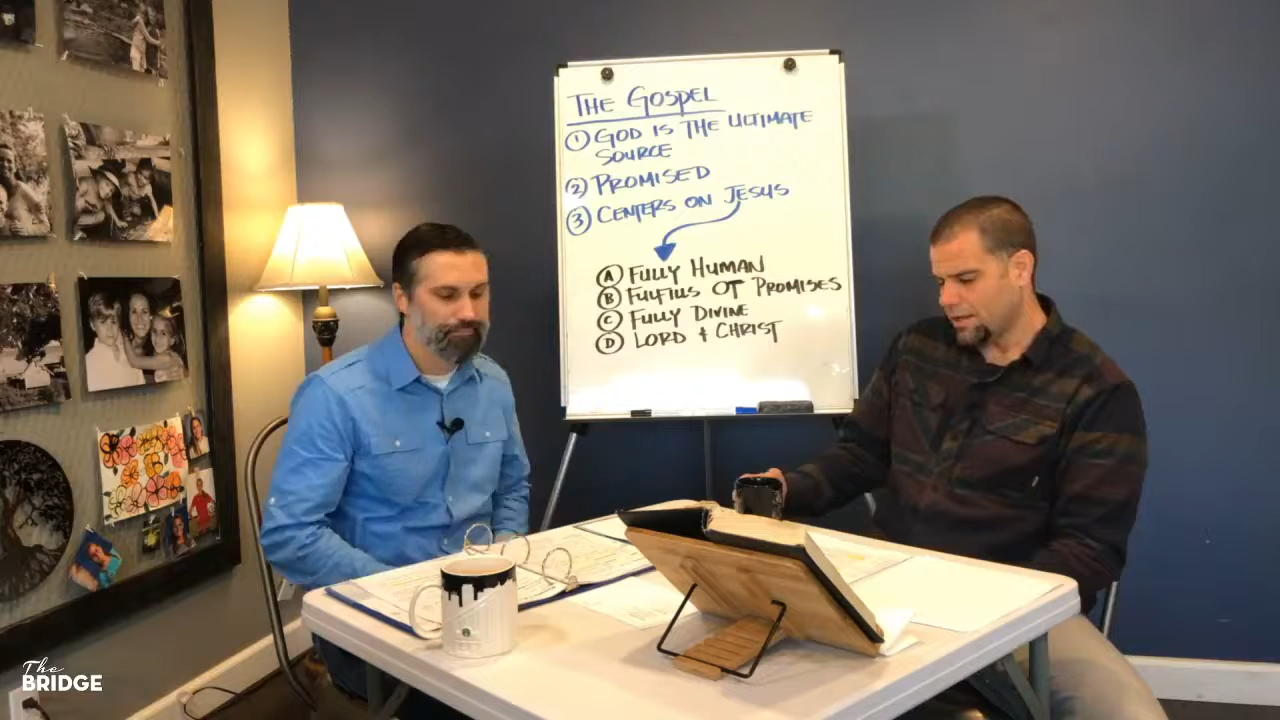 THE GOSPEL
① GOD IS THE ULTIMATE
SOURCE
② PROMISED
③ CENTERS ON JESUS
Ⓐ FULLY HUMAN
Ⓑ FULFILLS OT PROMISES
Ⓒ FULLY DIVINE
Ⓓ LORD + CHRIST
The
BRIDGE